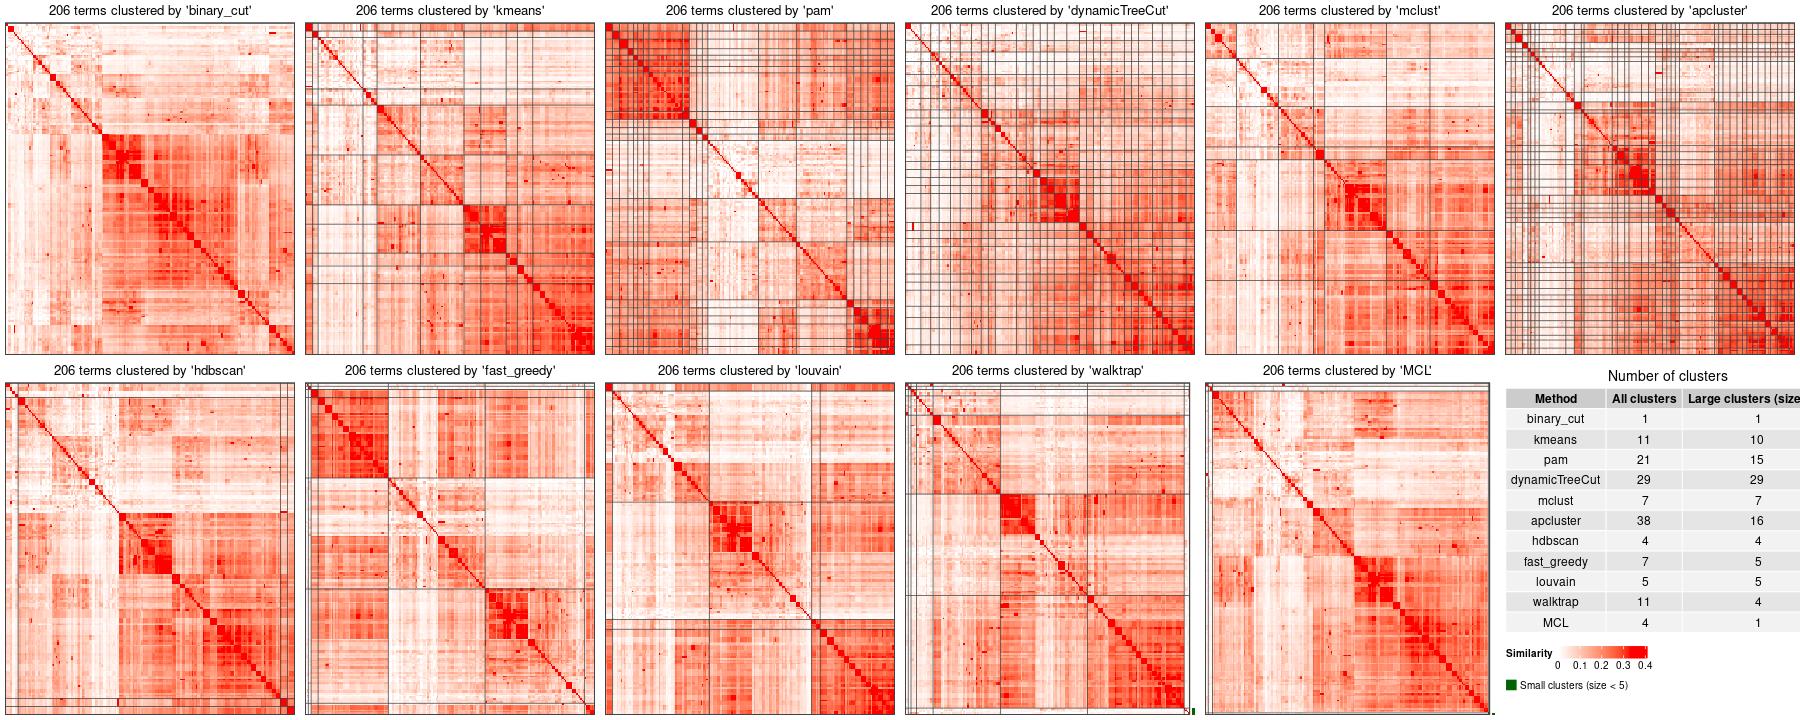 206 terms clustered by 'binary_cut'
206 terms clustered by 'kmeans'
206 terms clustered by 'pam'
206 terms clustered by 'dynamicTreeCut'
206 terms clustered by 'mclust'
206 terms clustered by 'apcluster'
206 terms clustered by 'hdbscan'
206 terms clustered by 'fast_greedy'
206 terms clustered by 'louvain'
206 terms clustered by 'walktrap'
206 terms clustered by 'MCL'
Number of clusters
Method All clusters Large clusters (size
binary_cut 1 1
kmeans 11 10
pam 21 15
dynamicTreeCut 29 29
mclust 7 7
apcluster 38 16
hdbscan 4 4
fast_greedy 7 5
louvain 5 5
walktrap 11 4
MCL 4 1
Similarity
0 0.1 0.2 0.3 0.4
Small clusters (size < 5)